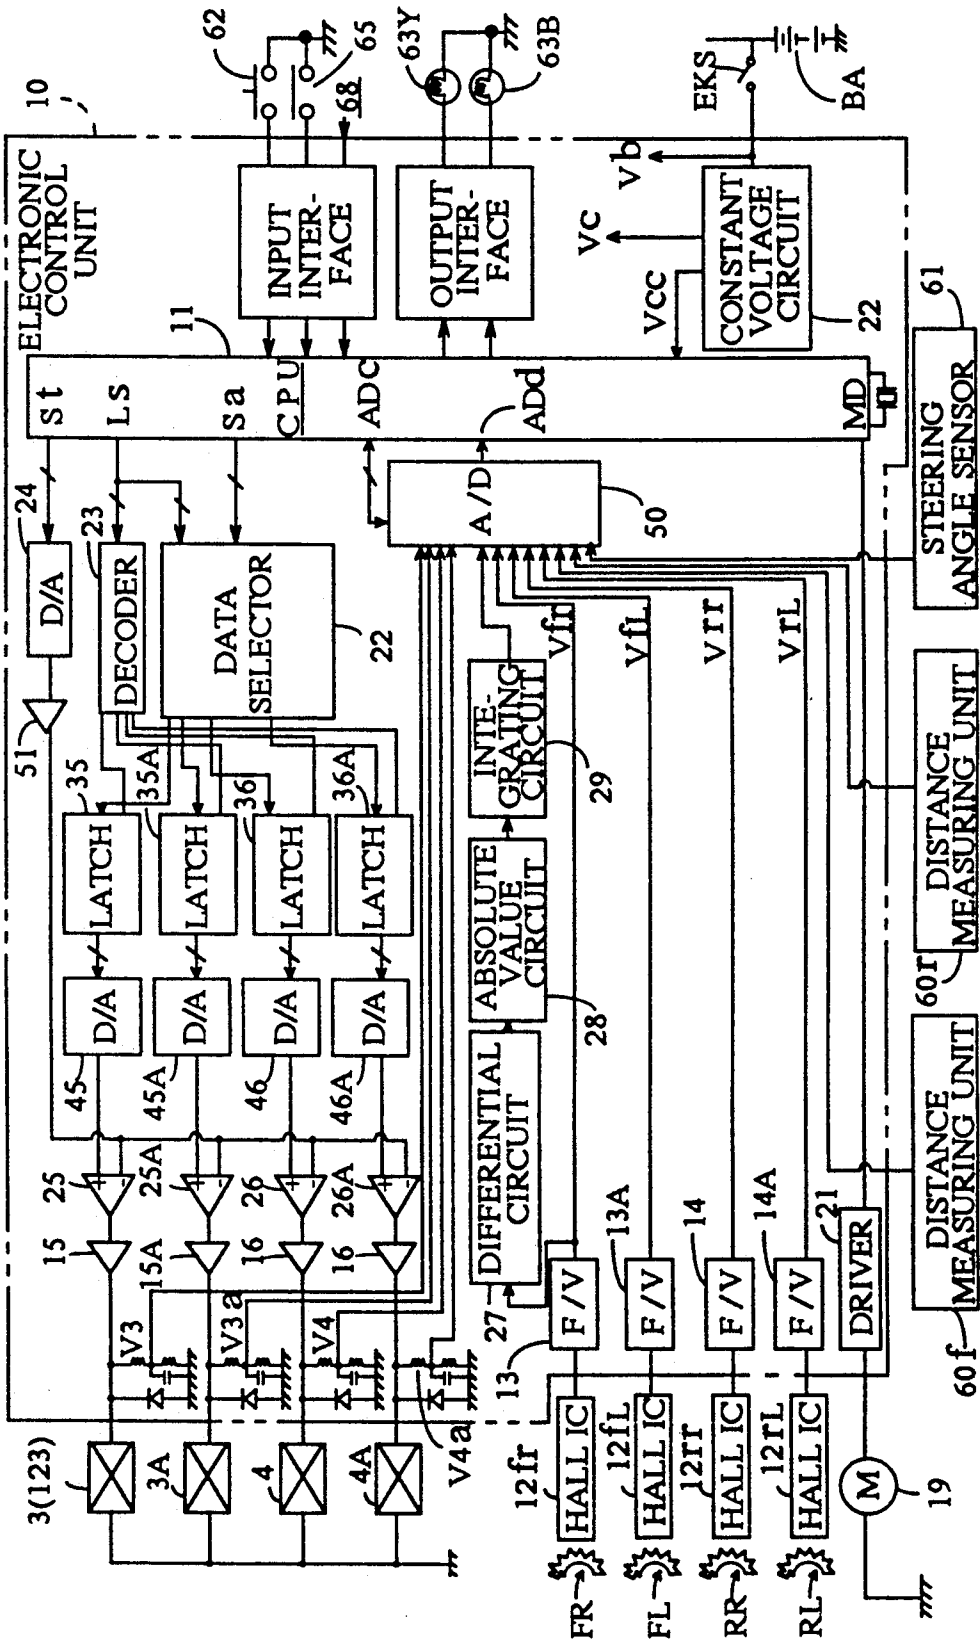 ELECTRONIC
CONTROL
UNIT
10
62
65
68
63Y
63B
EKS
BA
INPUT
INTER-
FACE
OUTPUT
INTER-
FACE
Vb
VC
VCC
CONSTANT
VOLTAGE
CIRCUIT
22
11
St
Ls
sa
CPU
ADC
ADd
MD
24
D/A
51
23
DECODER
DATA
SELECTOR
22
A/D
50
35
LATCH
35A
LATCH
36
LATCH
36A
LATCH
D/A
45
D/A
45A
D/A
46
D/A
46A
25
25A
26
26A
15
15A
16
16
V3
V3a
V4
V4a
3(123)
3A
4
4A
INTE-
GRATING
CIRCUIT
29
ABSOLUTE
VALUE
CIRCUIT
28
DIFFERENTIAL
CIRCUIT
27
Vfr
VfL
Vrr
VrL
13
F/V
13A
F/V
14
F/V
14A
F/V
21
DRIVER
12fr
HALL IC
12fL
HALL IC
12rr
HALL IC
12rL
HALL IC
FR
FL
RR
RL
M
19
61
STEERING
ANGLE SENSOR
DISTANCE
MEASURING UNIT
60r
DISTANCE
MEASURING UNIT
60f